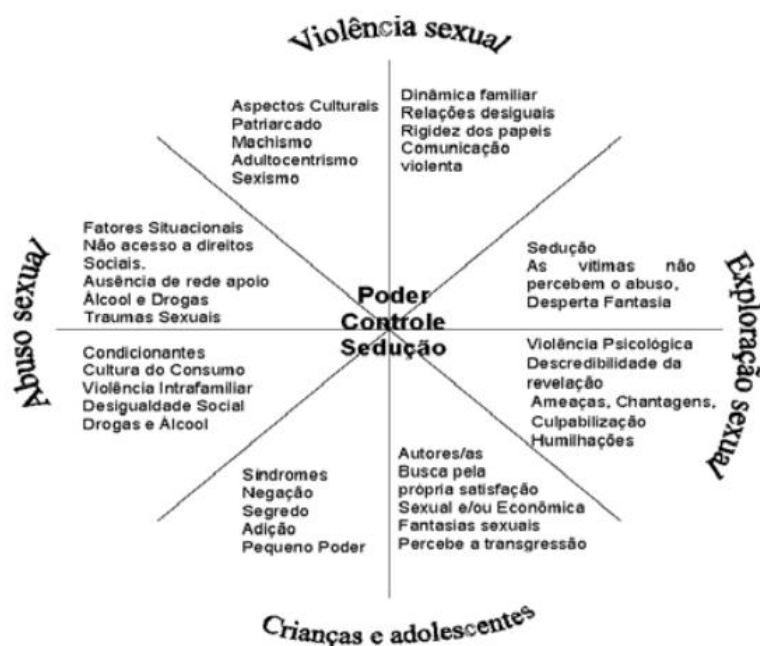 Violência sexual
Aspectos Culturais
Patriarcado
Machismo
Adultocentrismo
Sexismo
Dinâmica familiar
Relações desiguais
Rigidez dos papeis
Comunicação
violenta
Fatores Situacionais
Não acesso a direitos
Sociais.
Ausência de rede apoio
Álcool e Drogas
Traumas Sexuais
Sedução
As vítimas não
percebem o abuso,
Desperta Fantasia
Abuso sexual
Poder
Controle
Sedução
Exploração sexual
Condicionantes
Cultura do Consumo
Violência Intrafamiliar
Desigualdade Social
Drogas e Álcool
Violência Psicológica
Descredibilidade da
revelação
Ameaças, Chantagens,
Culpabilização
Humilhações
Síndromes
Negação
Segredo
Adição
Pequeno Poder
Autores/as
Busca pela
própria satisfação
Sexual e/ou Econômica
Fantasias sexuais
Percebe a transgressão
Crianças e adolescentes